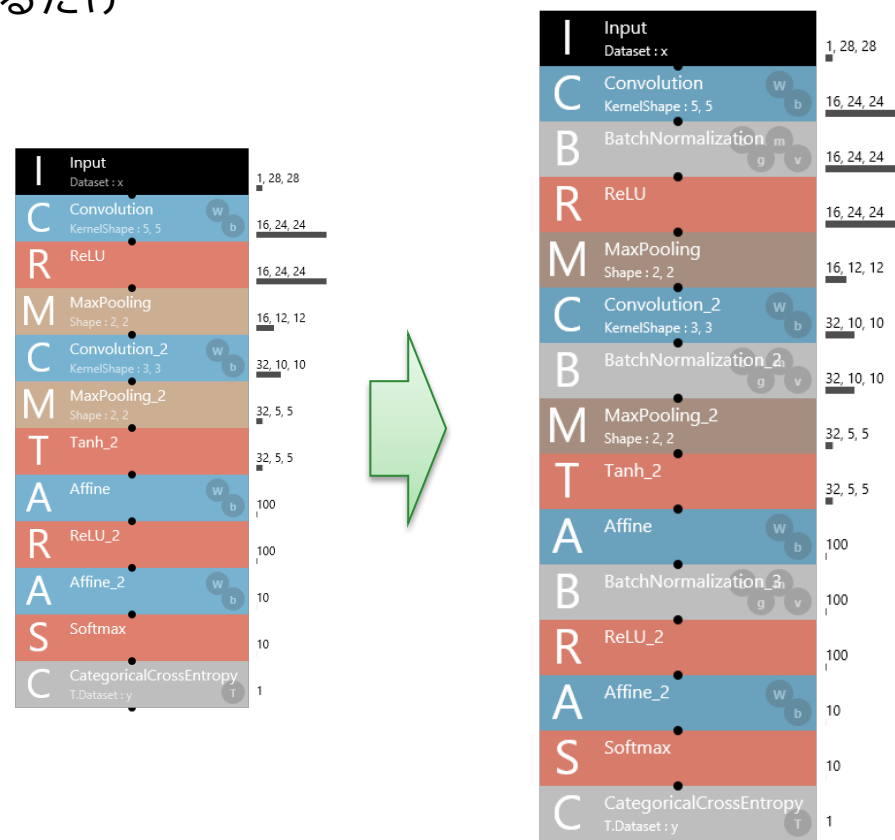 るだけ
I Input
Dataset : x
1, 28, 28
C Convolution W
KernelShape : 5, 5 b
16, 24, 24
R ReLU
16, 24, 24
M MaxPooling
Shape : 2, 2
16, 12, 12
C Convolution_2 W
KernelShape : 3, 3 b
32, 10, 10
M MaxPooling_2
Shape : 2, 2
32, 5, 5
T Tanh_2
32, 5, 5
A Affine W
b
100
R ReLU_2
100
A Affine_2 W
b
10
S Softmax
10
C CategoricalCrossEntropy
T.Dataset : y T
1
I Input
Dataset : x
1, 28, 28
C Convolution W
KernelShape : 5, 5 b
16, 24, 24
B BatchNormalization m
g v
16, 24, 24
R ReLU
16, 24, 24
M MaxPooling
Shape : 2, 2
16, 12, 12
C Convolution_2 W
KernelShape : 3, 3 b
32, 10, 10
B BatchNormalization_2
g v
32, 10, 10
M MaxPooling_2
Shape : 2, 2
32, 5, 5
T Tanh_2
32, 5, 5
A Affine W
b
100
B BatchNormalization_3
g v
100
R ReLU_2
100
A Affine_2 W
b
10
S Softmax
10
C CategoricalCrossEntropy
T.Dataset : y T
1